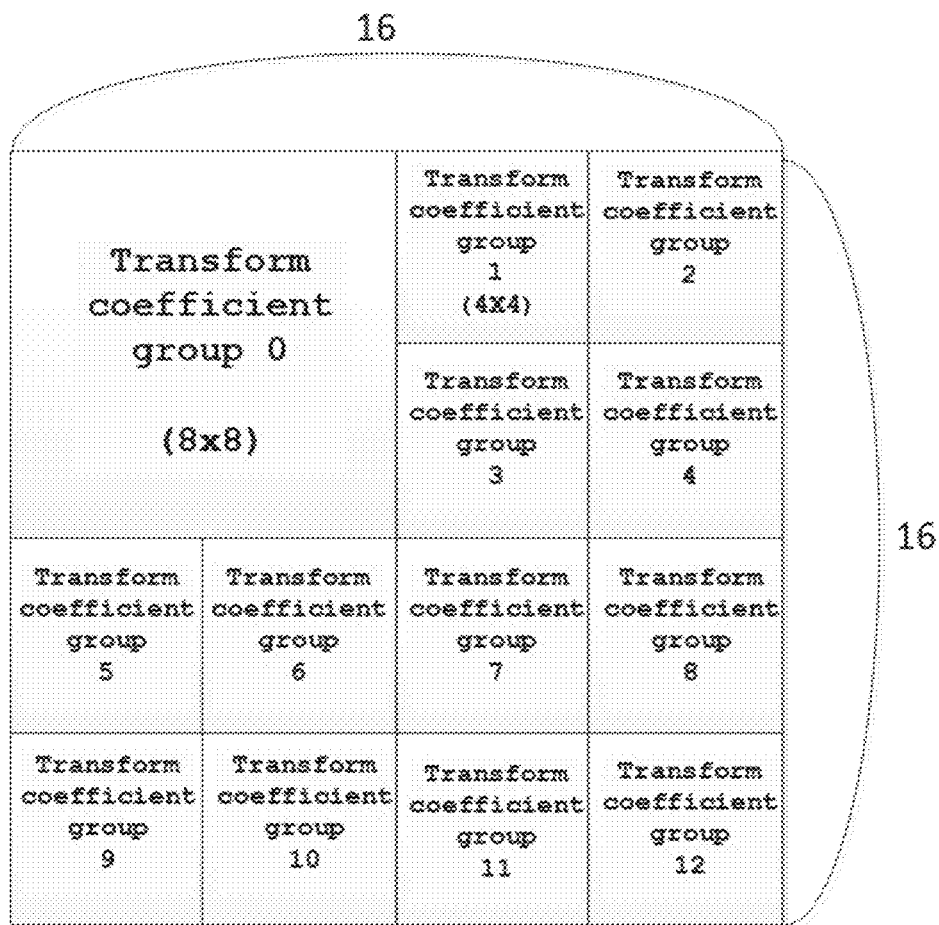 16
Transform
coefficient
group 0
(8x8)
Transform
coefficient
group
1
(4X4)
Transform
coefficient
group
2
Transform
coefficient
group
3
Transform
coefficient
group
4
16
Transform
coefficient
group
5
Transform
coefficient
group
6
Transform
coefficient
group
7
Transform
coefficient
group
8
Transform
coefficient
group
9
Transform
coefficient
group
10
Transform
coefficient
group
11
Transform
coefficient
group
12